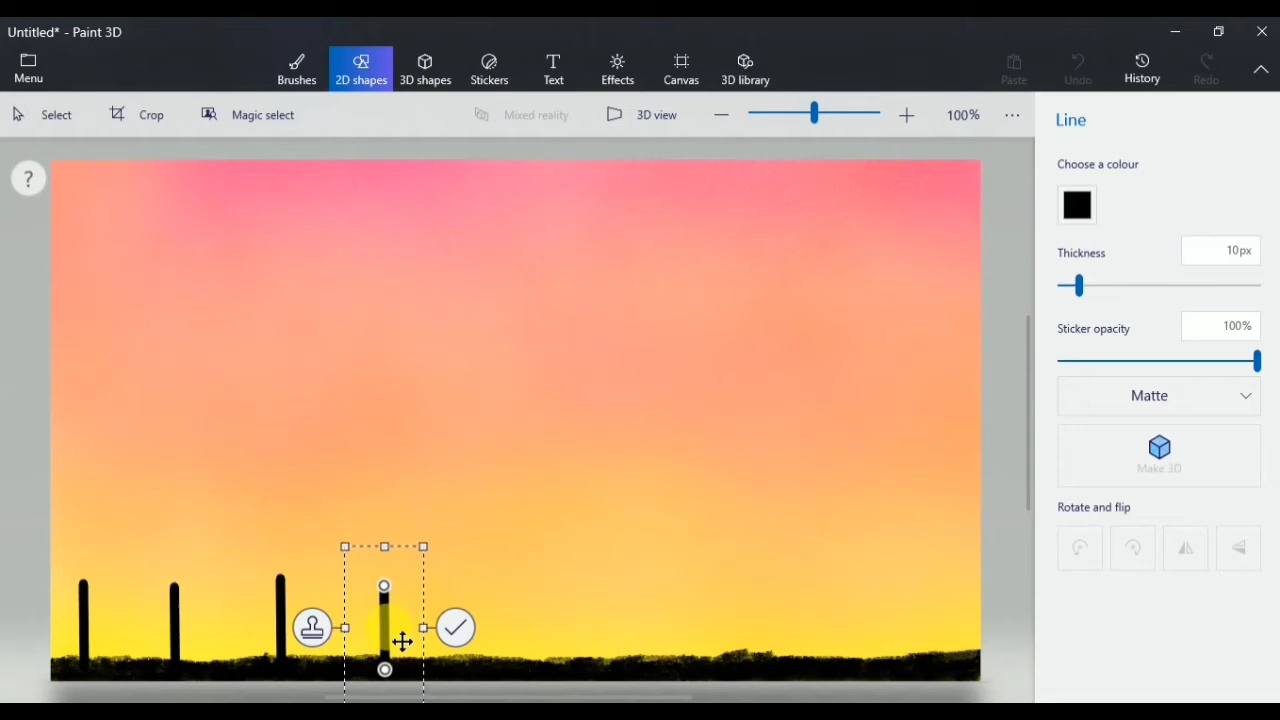 Untitled* - Paint 3D
Menu
Brushes
2D shapes
3D shapes
Stickers
Text
Effects
Canvas
3D library
Paste
Undo
History
Redo
Select
Crop
Magic select
Mixed reality
3D view
100%
Line
Choose a colour
Thickness
10px
Sticker opacity
100%
Matte
Make 3D
Rotate and flip